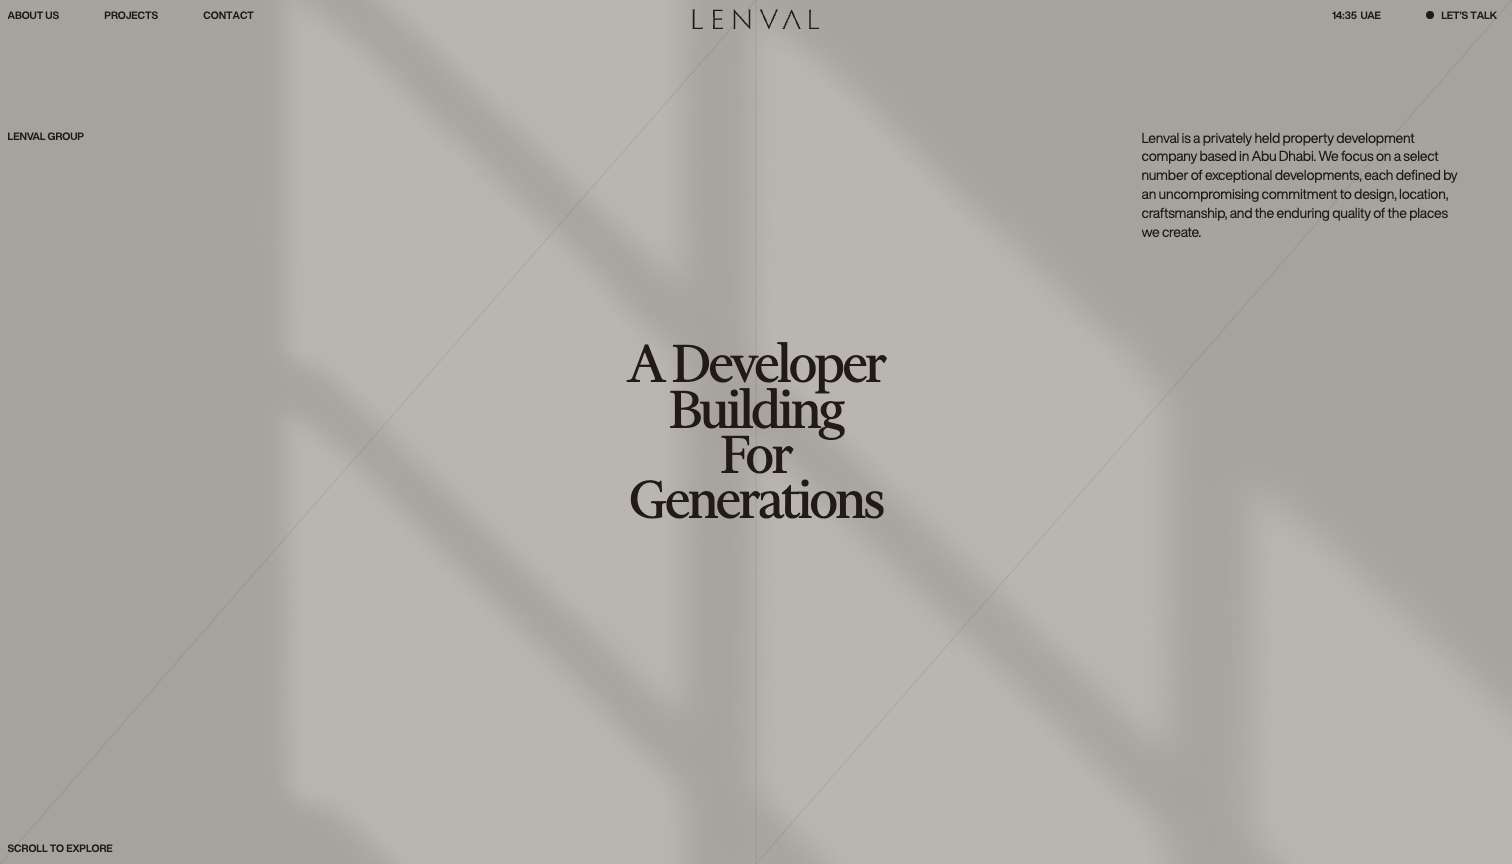 ABOUT US
PROJECTS
CONTACT
LENVAL
14:35 UAE
LET'S TALK
LENVAL GROUP
Lenval is a privately held property development
company based in Abu Dhabi. We focus on a select
number of exceptional developments, each defined by
an uncompromising commitment to design, location,
craftsmanship, and the enduring quality of the places
we create.
A Developer
Building
For
Generations
SCROLL TO EXPLORE